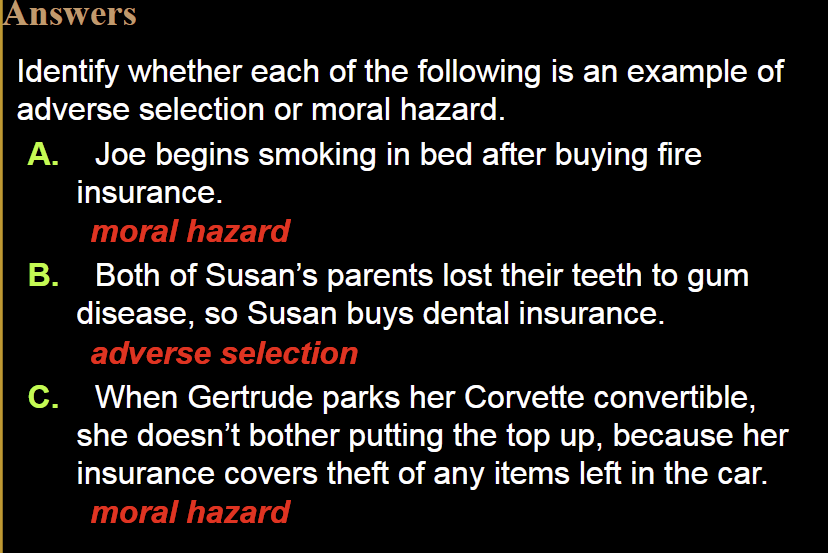 Answers
Identify whether each of the following is an example of
adverse selection or moral hazard.
A. Joe begins smoking in bed after buying fire
insurance.
moral hazard
B. Both of Susan’s parents lost their teeth to gum
disease, so Susan buys dental insurance.
adverse selection
C. When Gertrude parks her Corvette convertible,
she doesn’t bother putting the top up, because her
insurance covers theft of any items left in the car.
moral hazard